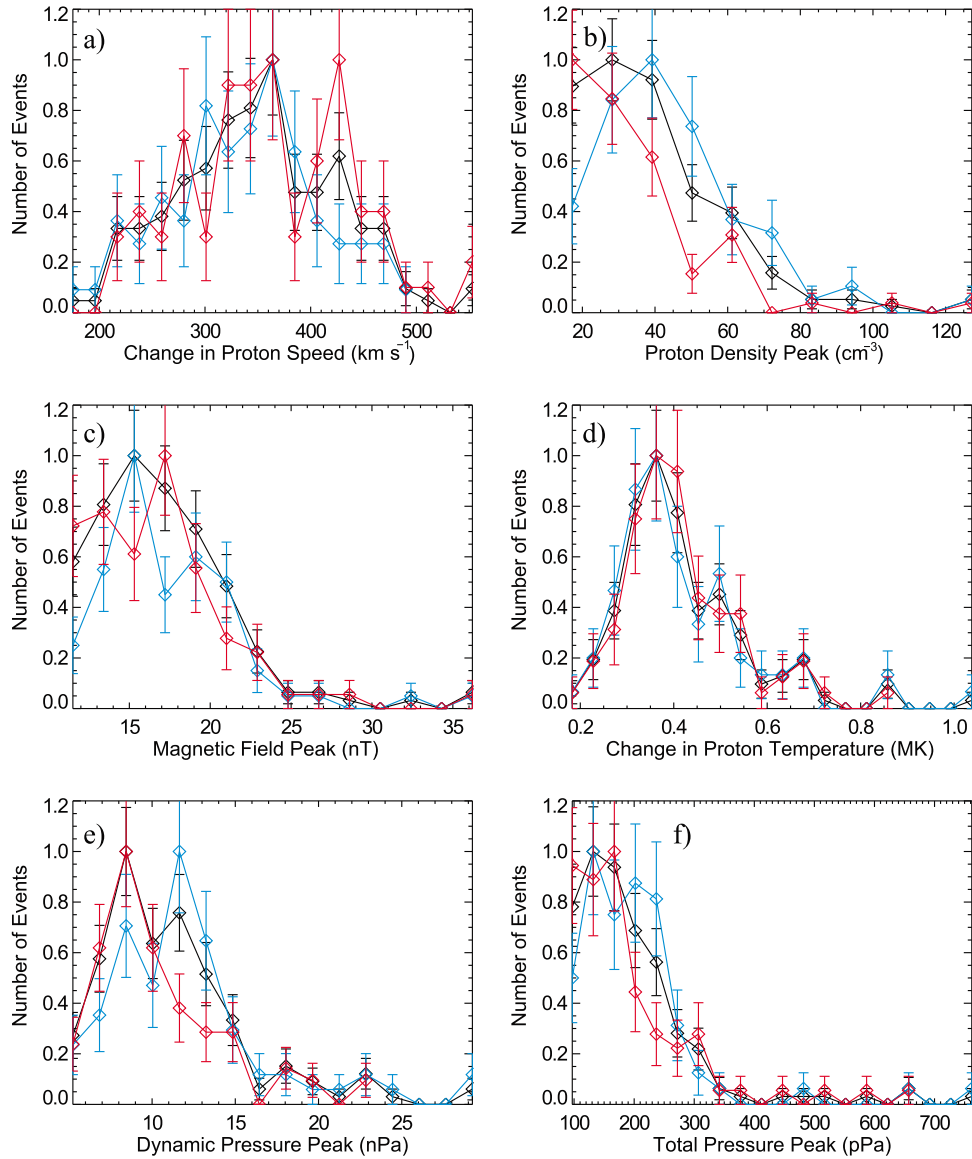 a)
Number of Events
1.2
1.0
0.8
0.6
0.4
0.2
0.0
200 300 400 500
Change in Proton Speed (km s⁻¹)
b)
Number of Events
1.2
1.0
0.8
0.6
0.4
0.2
0.0
20 40 60 80 100 120
Proton Density Peak (cm⁻³)
c)
Number of Events
1.2
1.0
0.8
0.6
0.4
0.2
0.0
15 20 25 30 35
Magnetic Field Peak (nT)
d)
Number of Events
1.2
1.0
0.8
0.6
0.4
0.2
0.0
0.2 0.4 0.6 0.8 1.0
Change in Proton Temperature (MK)
e)
Number of Events
1.2
1.0
0.8
0.6
0.4
0.2
0.0
10 15 20 25
Dynamic Pressure Peak (nPa)
f)
Number of Events
1.2
1.0
0.8
0.6
0.4
0.2
0.0
100 200 300 400 500 600 700
Total Pressure Peak (pPa)